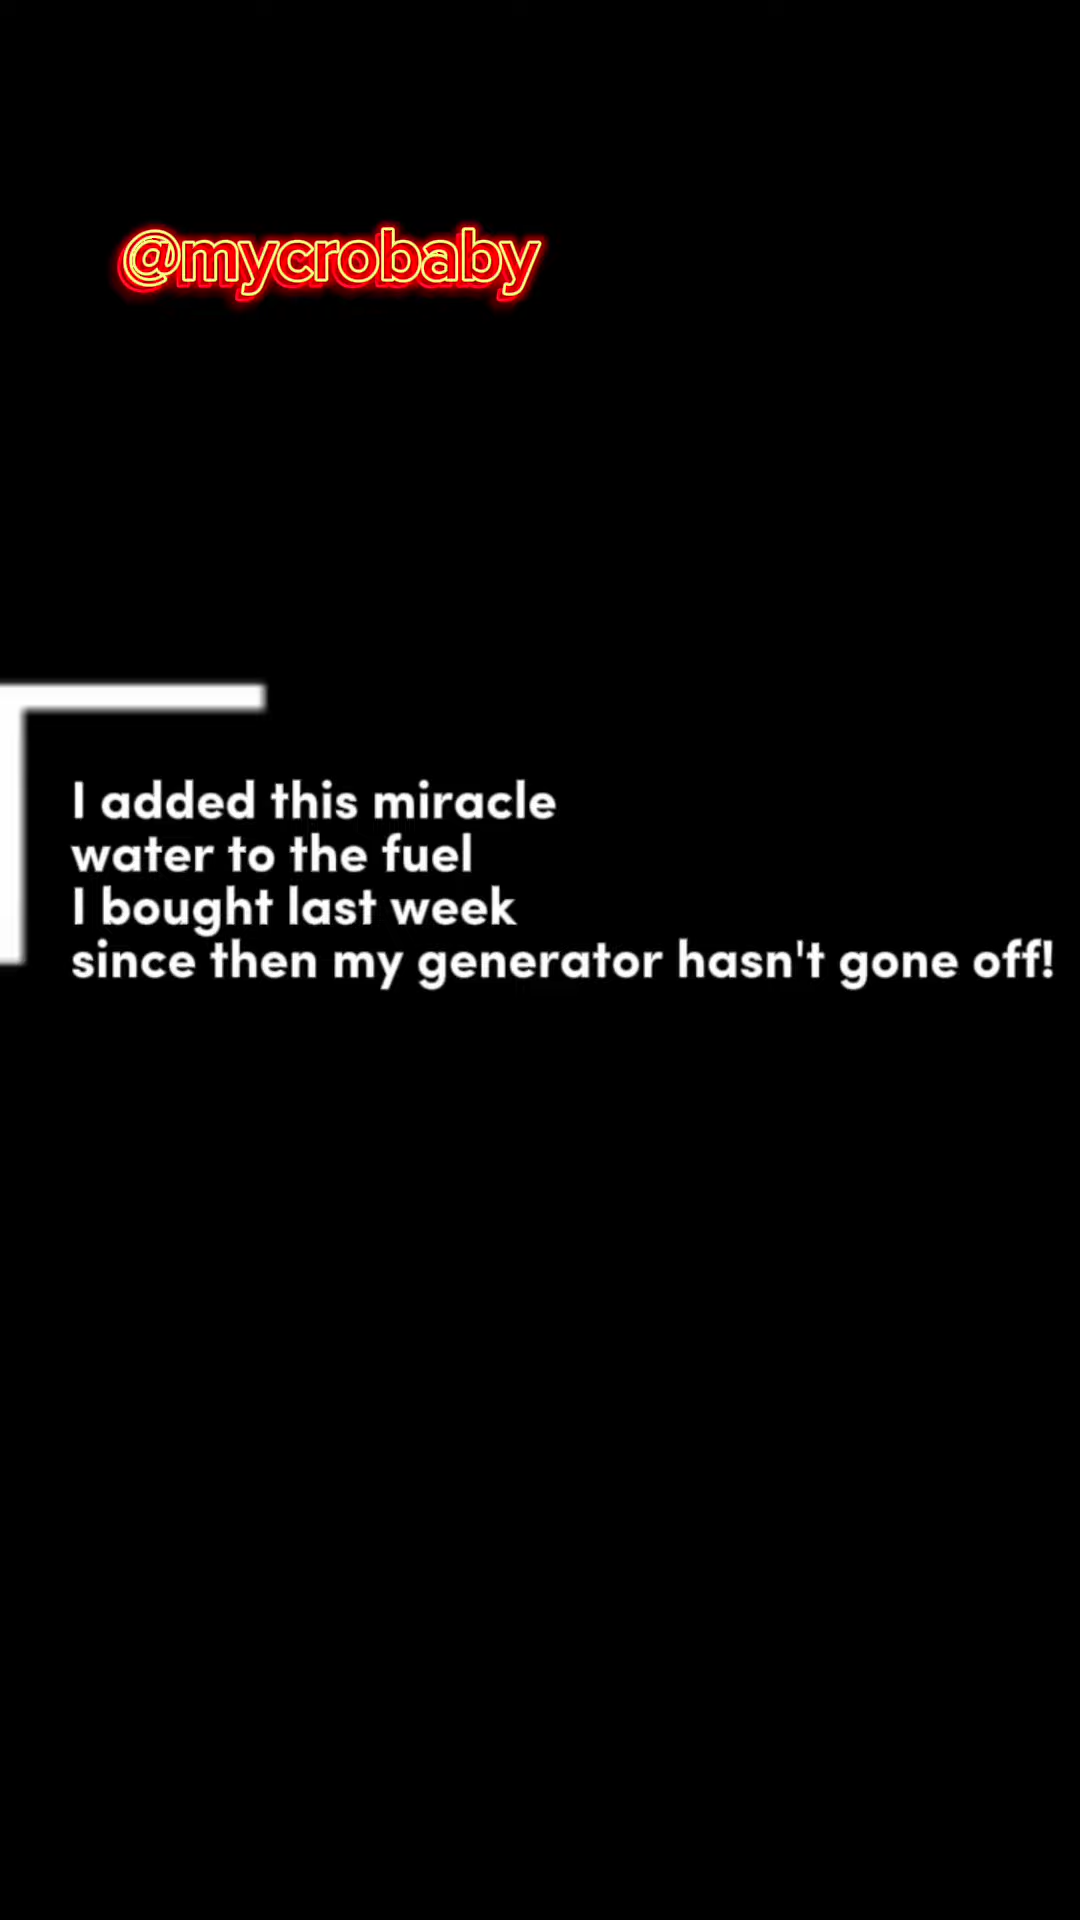 @mycrobaby
I added this miracle
water to the fuel
I bought last week
since then my generator hasn't gone off!